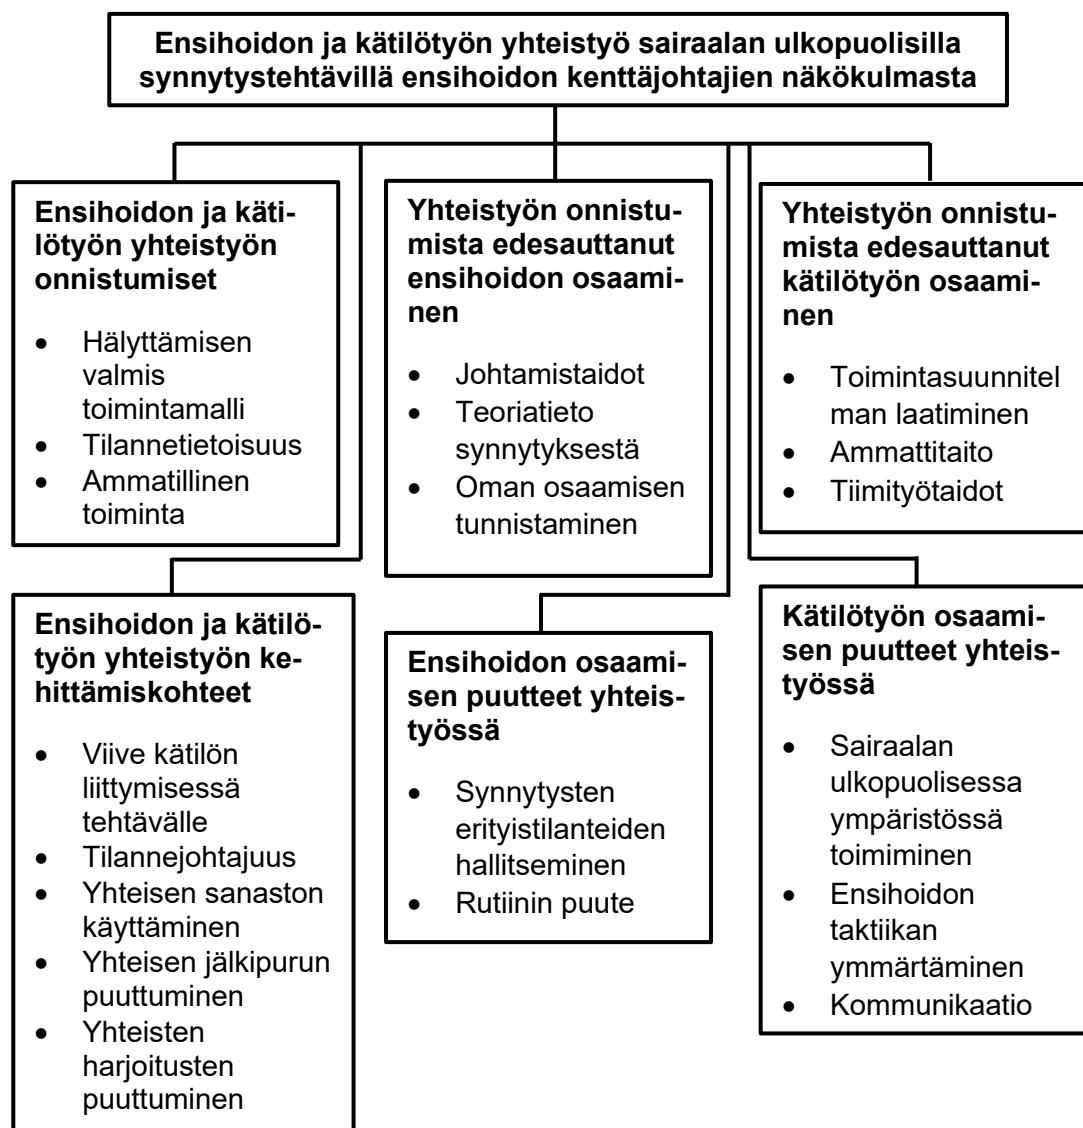 Ensihoidon ja kätilötyön yhteistyö sairaalan ulkopuolisilla
synnytystehtävillä ensihoidon kenttäjohtajien näkökulmasta
Ensihoidon ja käti-
lötyön yhteistyön
onnistumiset
• Hälyttämisen
valmis
toimintamalli
• Tilannetietoisuus
• Ammatillinen
toiminta
Yhteistyön onnistu-
mista edesauttanut
ensihoidon osaami-
nen
• Johtamistaidot
• Teoriatieto
synnytyksestä
• Oman osaamisen
tunnistaminen
Yhteistyön onnistu-
mista edesauttanut
kätilötyön osaami-
nen
• Toimintasuunnitel
man laatiminen
• Ammattitaito
• Tiimityötaidot
Ensihoidon ja kätilö-
työn yhteistyön ke-
hittämiskohteet
• Viive kätilön
liittymisessä
tehtävälle
• Tilannejohtajuus
• Yhteisen sanaston
käyttäminen
• Yhteisen jälkipurun
puuttuminen
• Yhteisten
harjoitusten
puuttuminen
Ensihoidon osaami-
sen puutteet yhteis-
työssä
• Synnytysten
erityistilanteiden
hallitseminen
• Rutiinin puute
Kätilötyön osaami-
sen puutteet yhteis-
työssä
• Sairaalan
ulkopuolisessa
ympäristössä
toimiminen
• Ensihoidon
taktiikan
ymmärtäminen
• Kommunikaatio